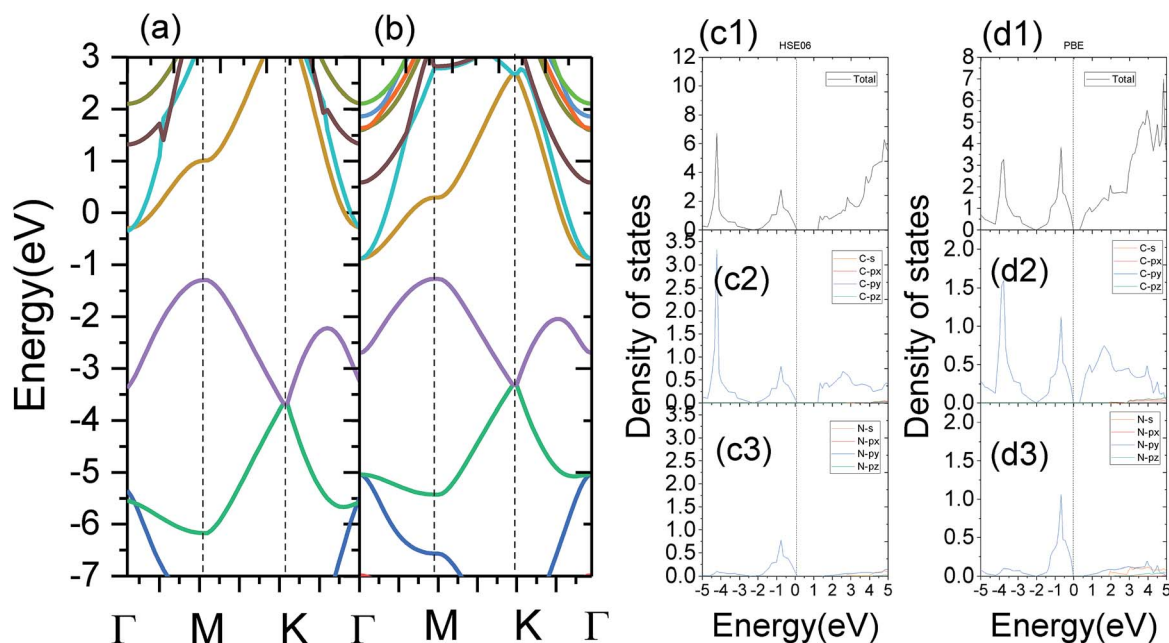 (a)
(b)
Energy(eV)
3
2
1
0
-1
-2
-3
-4
-5
-6
-7
Γ M K
M K Γ
(c1)
HSE06
Total
12
10
8
6
4
2
0
(c2)
C-s
C-px
C-py
C-pz
3.5
3.0
2.5
2.0
1.5
1.0
0.5
0.0
(c3)
N-s
N-px
N-py
N-pz
3.5
3.0
2.5
2.0
1.5
1.0
0.5
0.0
Density of states
-5 -4 -3 -2 -1 0 1 2 3 4 5
Energy(eV)
(d1)
PBE
Total
8
7
6
5
4
3
2
1
0
(d2)
C-s
C-px
C-py
C-pz
2.0
1.5
1.0
0.5
0.0
(d3)
N-s
N-px
N-py
N-pz
2.0
1.5
1.0
0.5
0.0
Density of states
-5 -4 -3 -2 -1 0 1 2 3 4 5
Energy(eV)